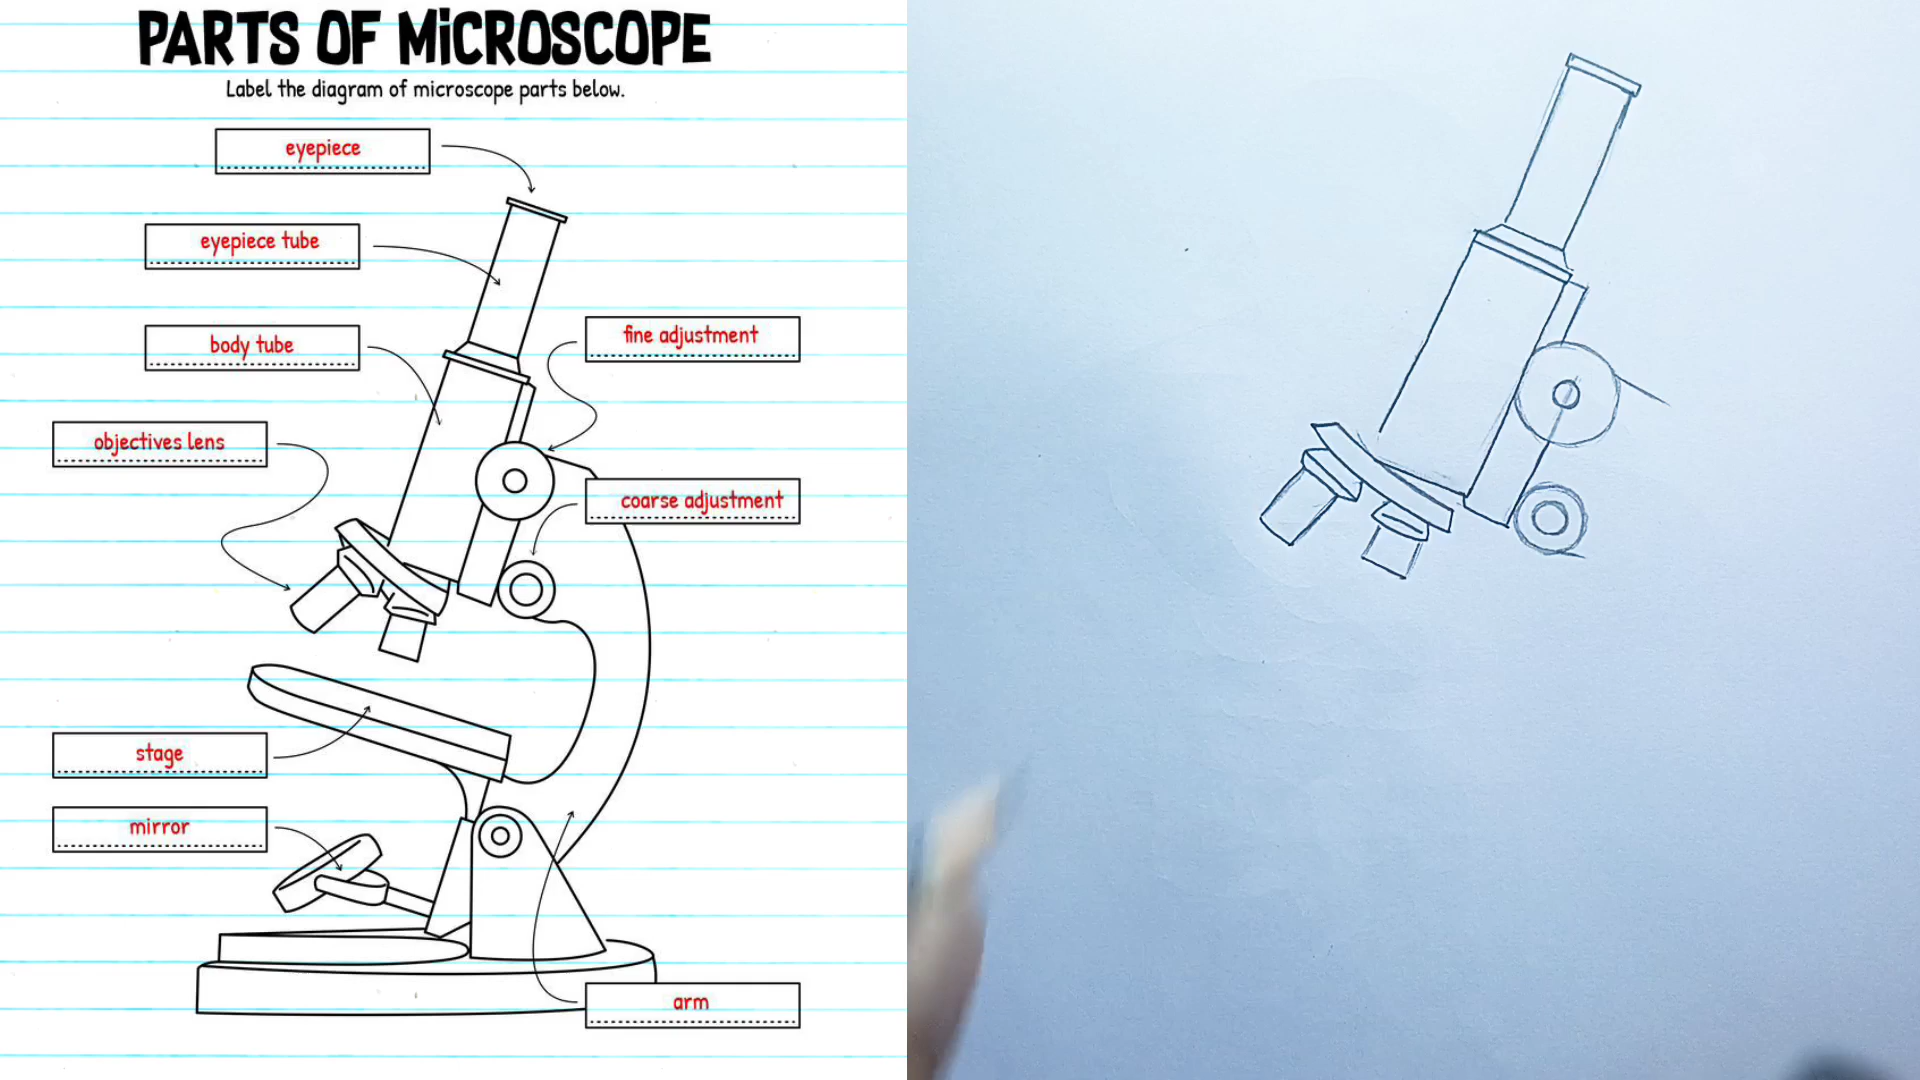 PARTS OF MiCROSCOPE
Label the diagram of microscope parts below.
eyepiece
eyepiece tube
body tube
fine adjustment
objectives lens
coarse adjustment
stage
mirror
arm